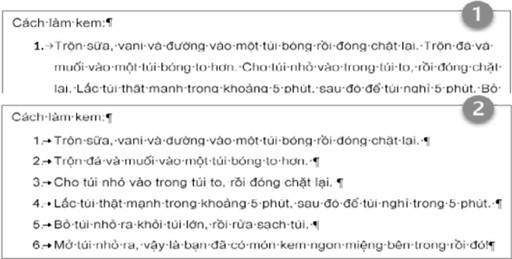 1
Cách làm kem:¶
1.→Trộn sữa, vani và đường vào một túi bóng rồi đóng chặt lại. Trộn đá và
muối vào một túi bóng to hơn. Cho túi nhỏ vào trong túi to, rồi đóng chặt
lại. Lắc túi thật mạnh trong khoảng 5 phút, sau đó để túi nghỉ 5 phút. Bỏ
2
Cách làm kem:¶
1.→Trộn sữa, vani và đường vào một túi bóng rồi đóng chặt lại. ¶
2.→Trộn đá và muối vào một túi bóng to hơn. ¶
3.→Cho túi nhỏ vào trong túi to, rồi đóng chặt lại. ¶
4.→Lắc túi thật mạnh trong khoảng 5 phút, sau đó để túi nghỉ trong 5 phút. ¶
5.→Bỏ túi nhỏ ra khỏi túi lớn, rồi rửa sạch túi. ¶
6.→Mở túi nhỏ ra, vậy là bạn đã có món kem ngon miệng bên trong rồi đó!¶